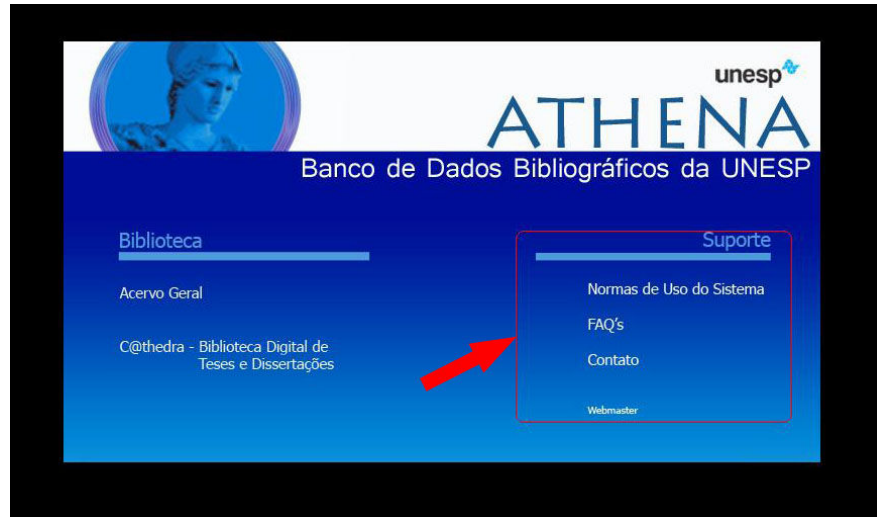 unesp
ATHENA
Banco de Dados Bibliográficos da UNESP
Biblioteca
Acervo Geral
C@thedra - Biblioteca Digital de
Teses e Dissertações
Suporte
Normas de Uso do Sistema
FAQ's
Contato
Webmaster